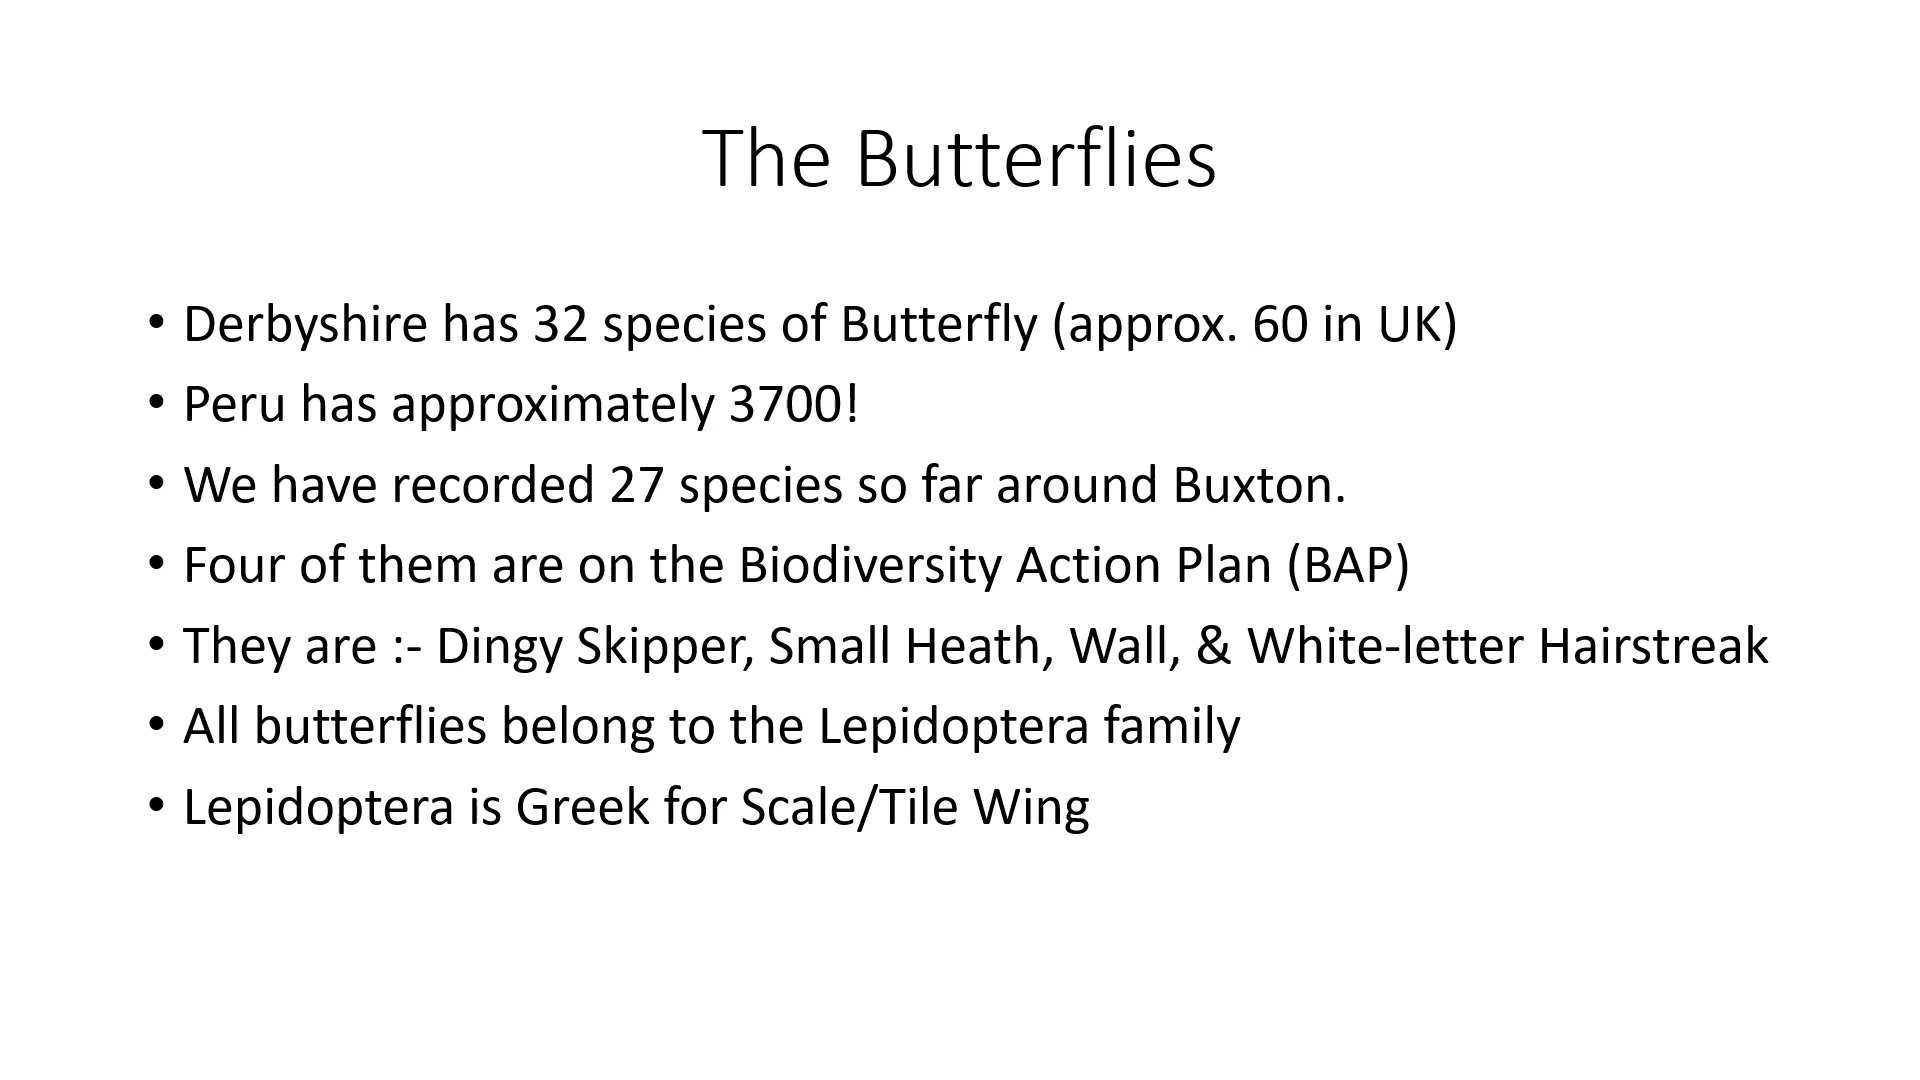 The Butterflies
• Derbyshire has 32 species of Butterfly (approx. 60 in UK)
• Peru has approximately 3700!
• We have recorded 27 species so far around Buxton.
• Four of them are on the Biodiversity Action Plan (BAP)
• They are :- Dingy Skipper, Small Heath, Wall, & White-letter Hairstreak
• All butterflies belong to the Lepidoptera family
• Lepidoptera is Greek for Scale/Tile Wing